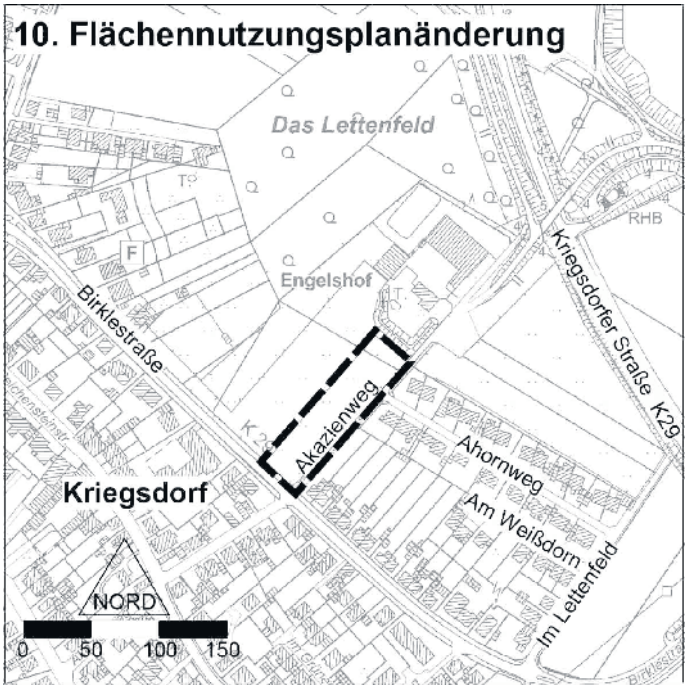 10. Flächennutzungsplanänderung
Das Lettenfeld
RHB
F
Engelshof
Birklestraße
Kriegsdorfer Straße K29
K 29
Akazienweg
Ahornweg
Kriegsdorf
Am Weißdorn
Im Lettenfeld
NORD
0 50 100 150